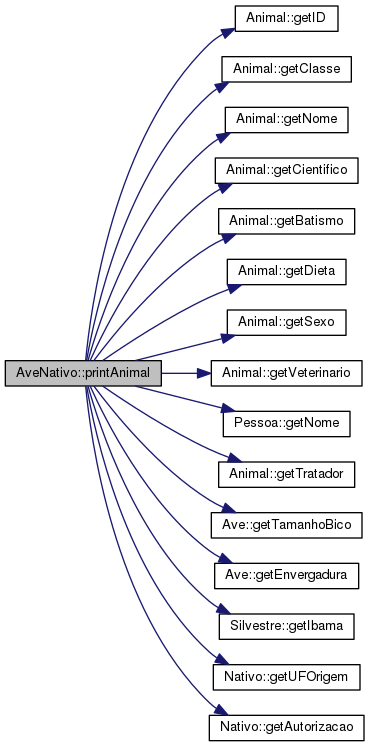 Animal::getID
Animal::getClasse
Animal::getNome
Animal::getCientifico
Animal::getBatismo
Animal::getDieta
Animal::getSexo
AveNativo::printAnimal
Animal::getVeterinario
Pessoa::getNome
Animal::getTratador
Ave::getTamanhoBico
Ave::getEnvergadura
Silvestre::getIbama
Nativo::getUFOrigem
Nativo::getAutorizacao